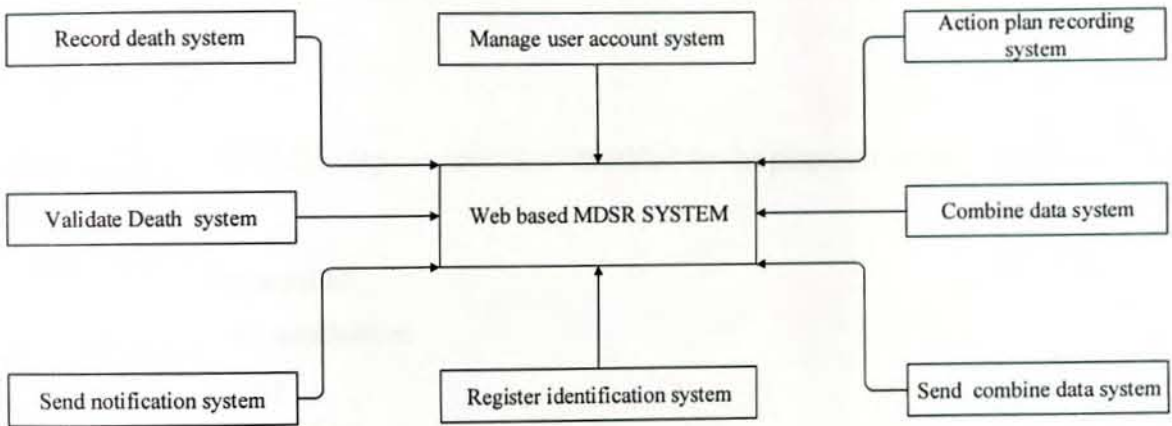 Record death system
Manage user account system
Action plan recording
system
Validate Death system
Web based MDSR SYSTEM
Combine data system
Send notification system
Register identification system
Send combine data system